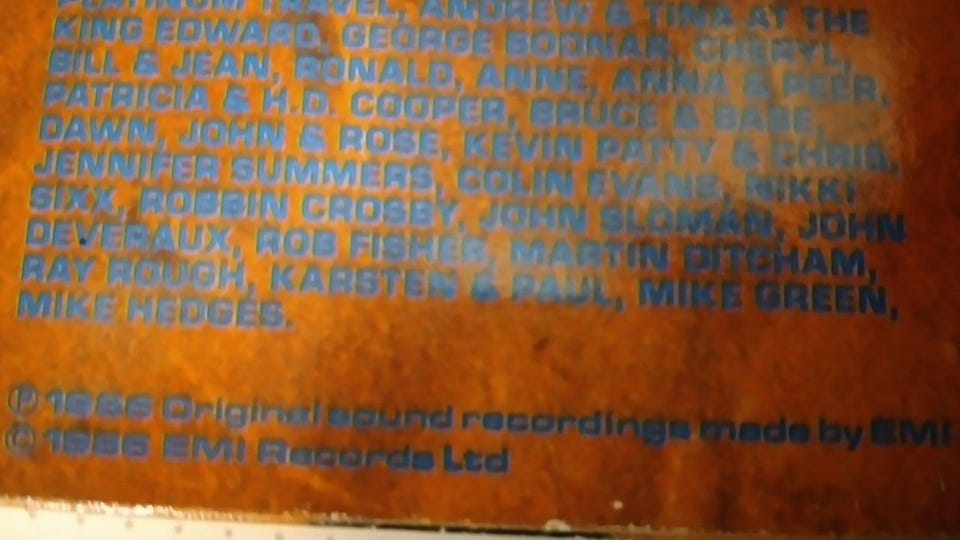 PLATINUM TRAVEL, ANDREW & TINA AT THE
KING EDWARD, GEORGE BODNAR, CHERYL,
BILL & JEAN, RONALD, ANNE, ANNA & PEER,
PATRICIA & H.D. COOPER, BRUCE & BABE,
DAWN, JOHN & ROSE, KEVIN PATTY & CHRIS,
JENNIFER SUMMERS, COLIN EVANS, NIKKI
SIXX, ROBBIN CROSBY, JOHN SLOMAN, JOHN
DEVERAUX, ROB FISHER, MARTIN DITCHAM,
RAY ROUGH, KARSTEN & PAUL, MIKE GREEN,
MIKE HEDGES.
Ⓟ 1986 Original sound recordings made by EMI
© 1986 EMI Records Ltd